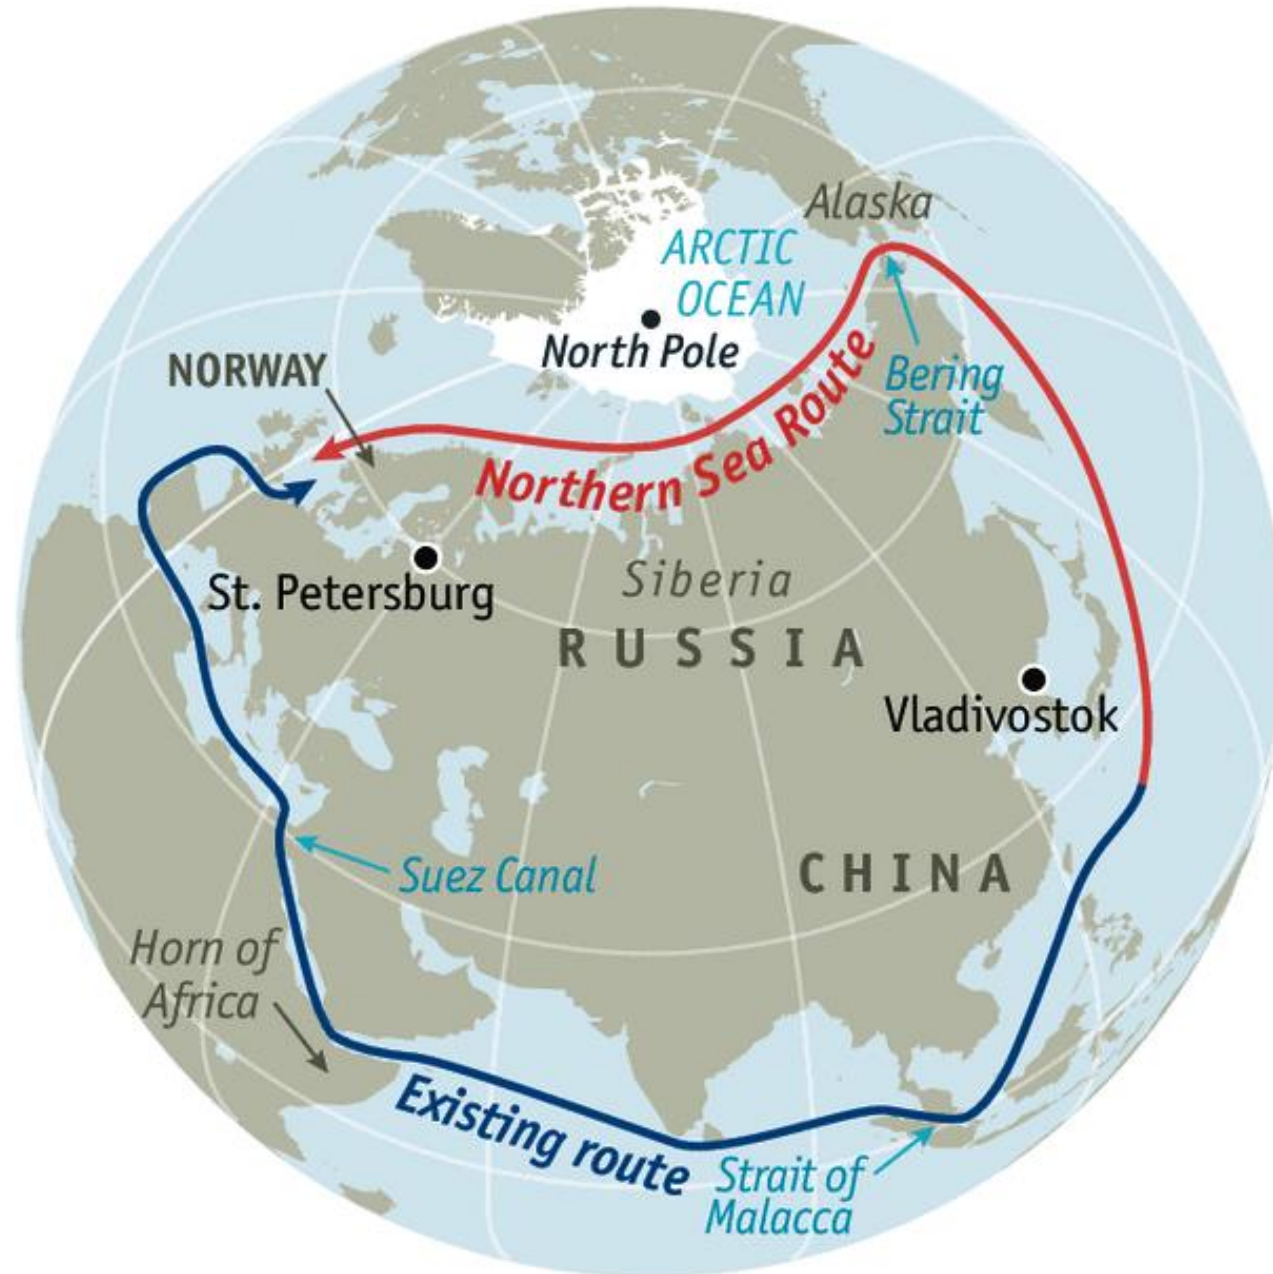 Alaska
ARCTIC
OCEAN
North Pole
NORWAY
Bering
Strait
Northern Sea Route
St. Petersburg
Siberia
RUSSIA
Vladivostok
CHINA
Suez Canal
Horn of
Africa
Existing route
Strait of
Malacca